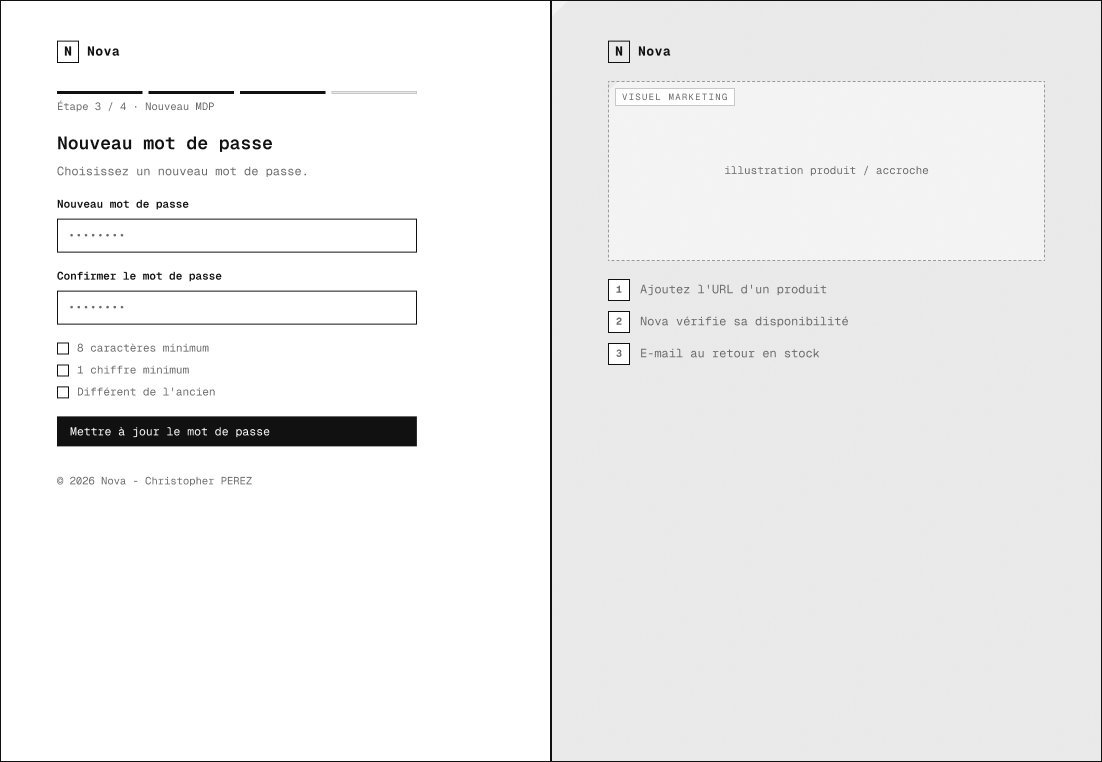 N Nova
Étape 3 / 4 · Nouveau MDP
Nouveau mot de passe
Choisissez un nouveau mot de passe.
Nouveau mot de passe
••••••••
Confirmer le mot de passe
••••••••
8 caractères minimum
1 chiffre minimum
Différent de l'ancien
Mettre à jour le mot de passe
© 2026 Nova - Christopher PEREZ
N Nova
VISUEL MARKETING
illustration produit / accroche
1 Ajoutez l'URL d'un produit
2 Nova vérifie sa disponibilité
3 E-mail au retour en stock